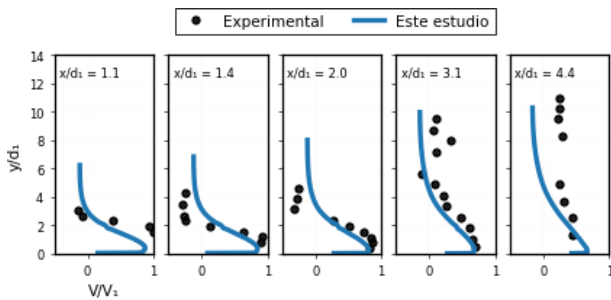 Experimental Este estudio
x/d₁ = 1.1 x/d₁ = 1.4 x/d₁ = 2.0 x/d₁ = 3.1 x/d₁ = 4.4
14
12
10
8
6
4
2
0
y/d₁
0 1 0 1 0 1 0 1 0 1
V/V₁